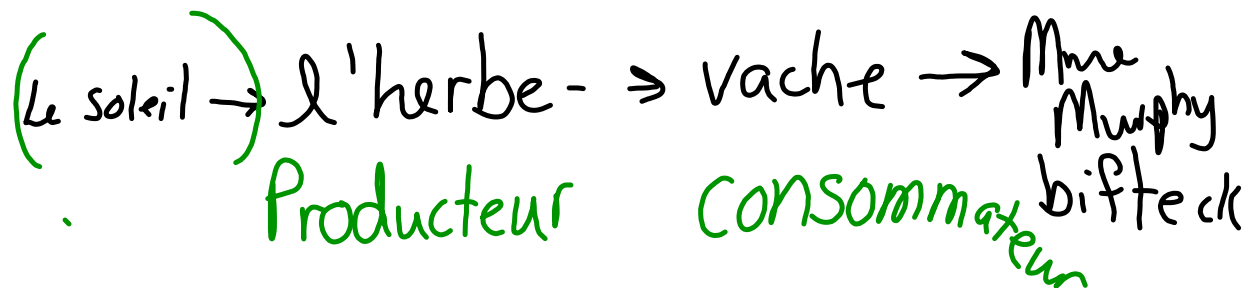 (Le soleil →) l'herbe - → vache → Mme
Murphy
bifteck
Producteur consommateur